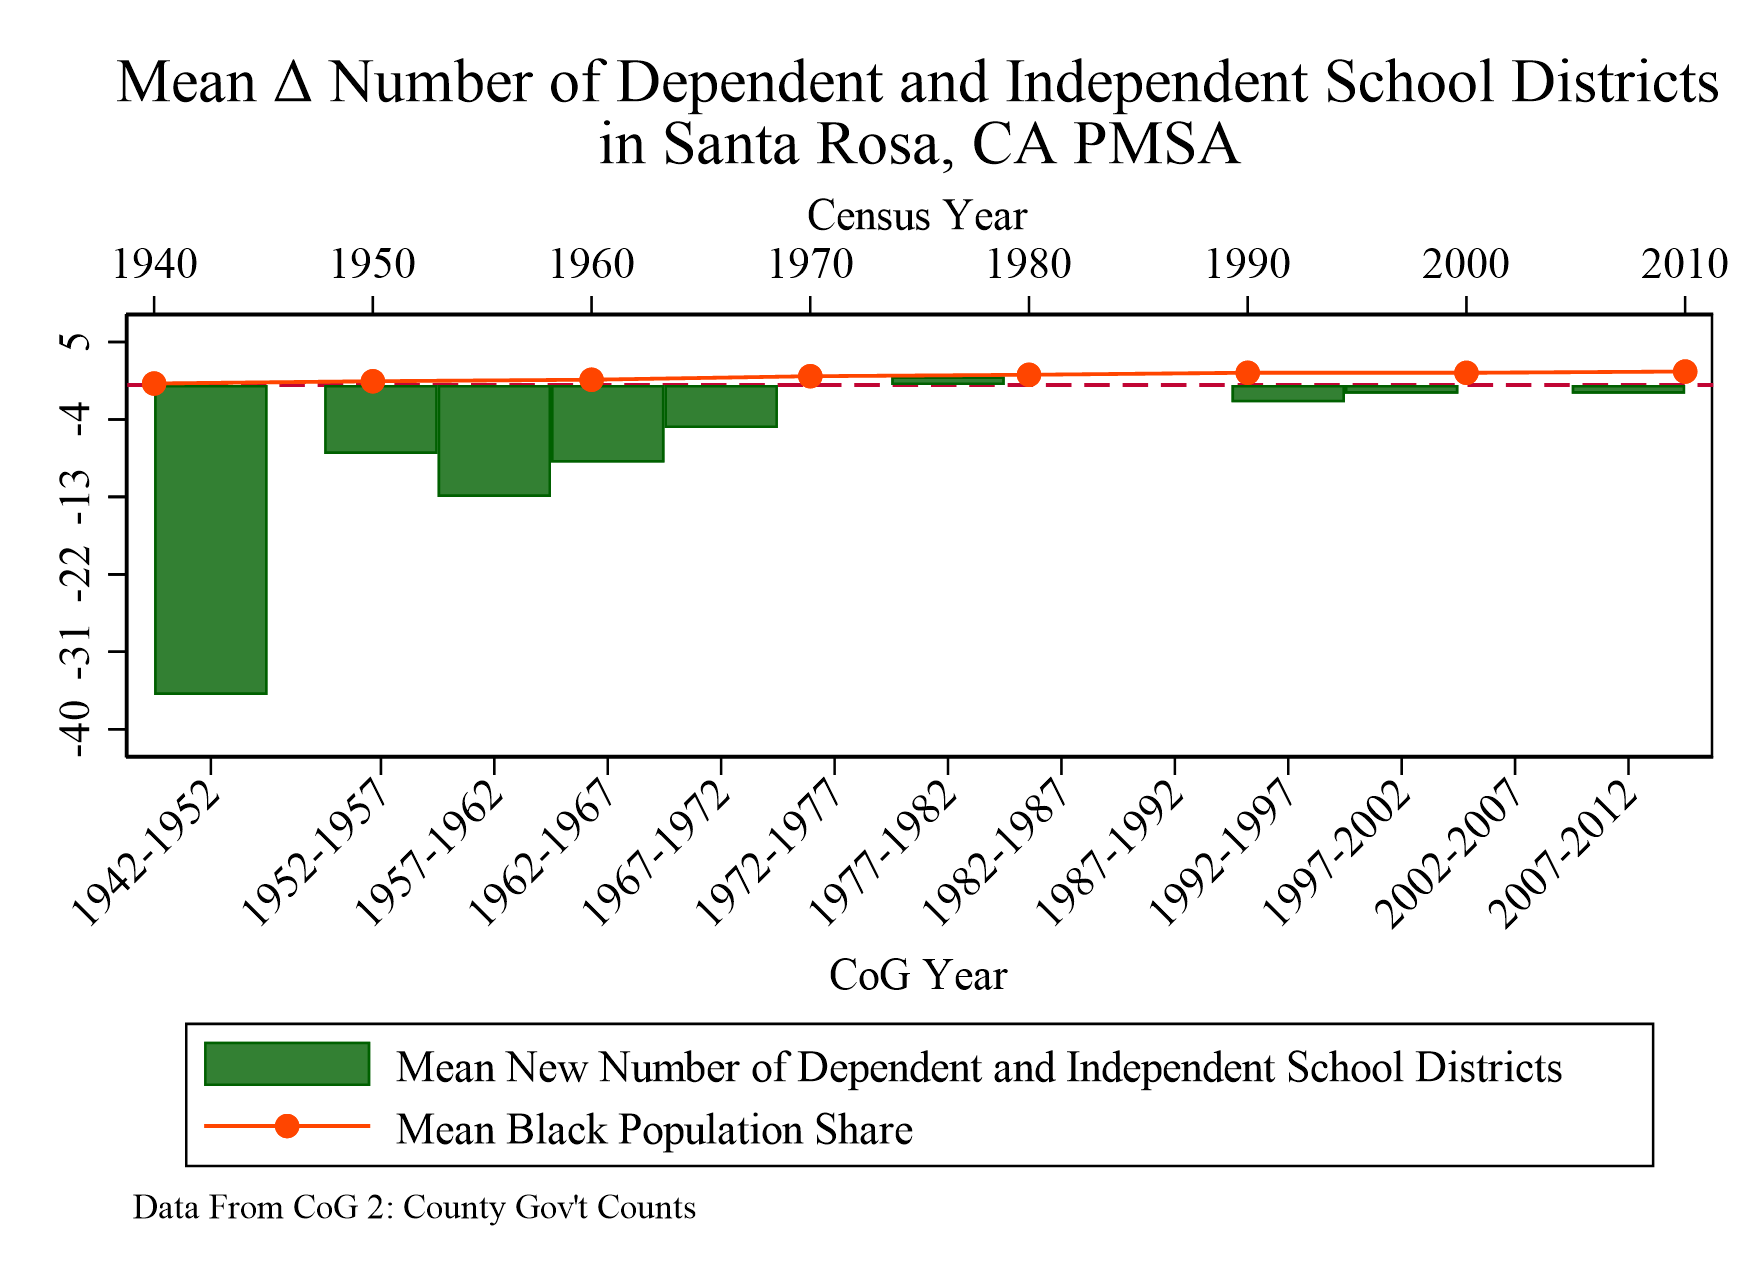 Mean Δ Number of Dependent and Independent School Districts
in Santa Rosa, CA PMSA
Census Year
1940 1950 1960 1970 1980 1990 2000 2010
5
-4
-13
-22
-31
-40
1942-1952 1952-1957 1957-1962 1962-1967 1967-1972 1972-1977 1977-1982 1982-1987 1987-1992 1992-1997 1997-2002 2002-2007 2007-2012
CoG Year
Mean New Number of Dependent and Independent School Districts
Mean Black Population Share
Data From CoG 2: County Gov't Counts